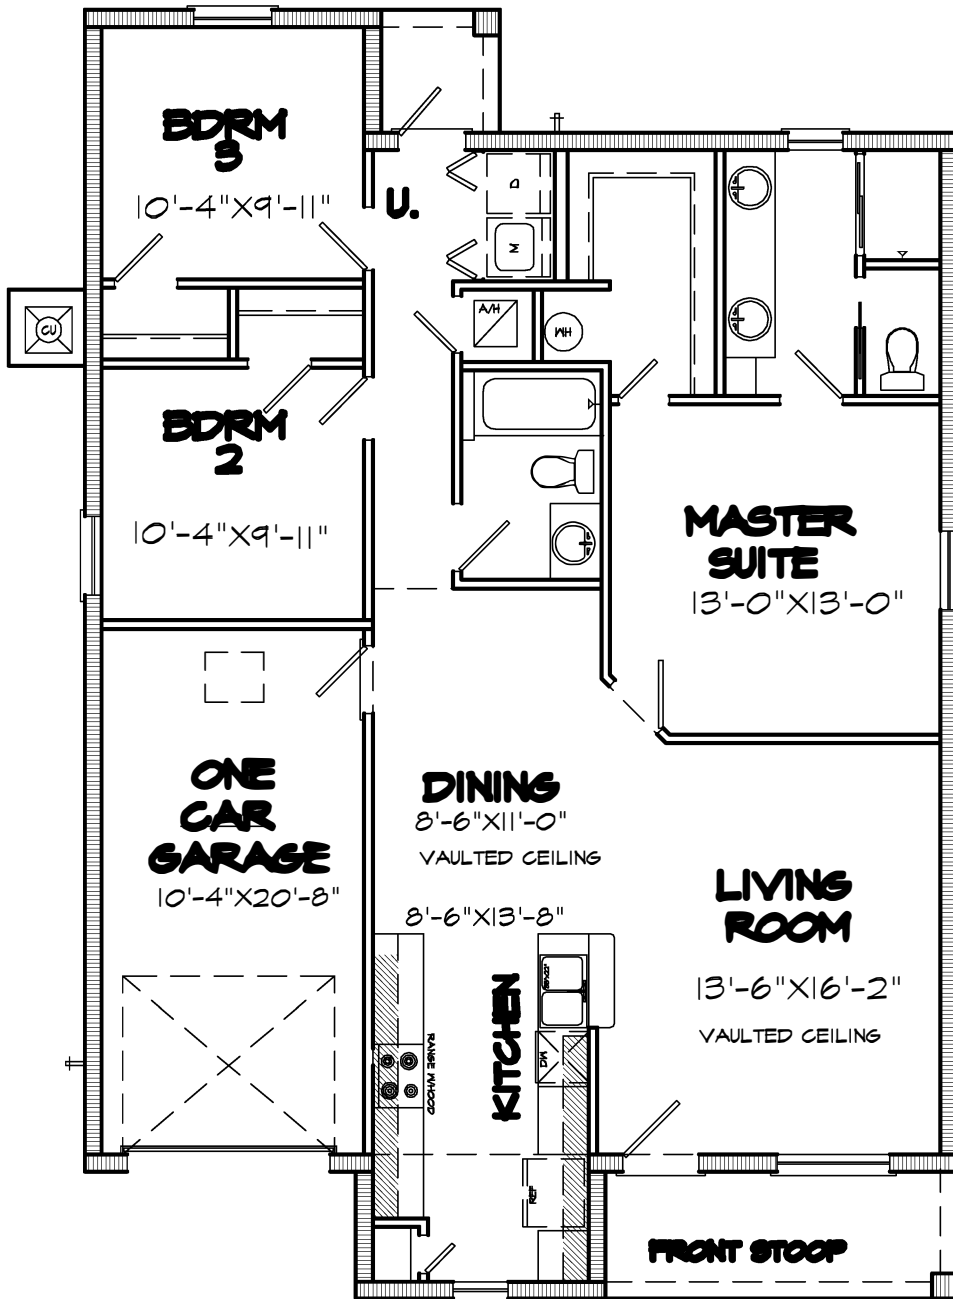 BDRM
3
10'-4"X9'-11"
U.
D
M
CU
A/H
WH
BDRM
2
10'-4"X9'-11"
MASTER
SUITE
13'-0"X13'-0"
ONE
CAR
GARAGE
10'-4"X20'-8"
DINING
8'-6"X11'-0"
VAULTED CEILING
8'-6"X13'-8"
KITCHEN
RANGE W/HOOD
DW
REF
LIVING
ROOM
13'-6"X16'-2"
VAULTED CEILING
FRONT STOOP